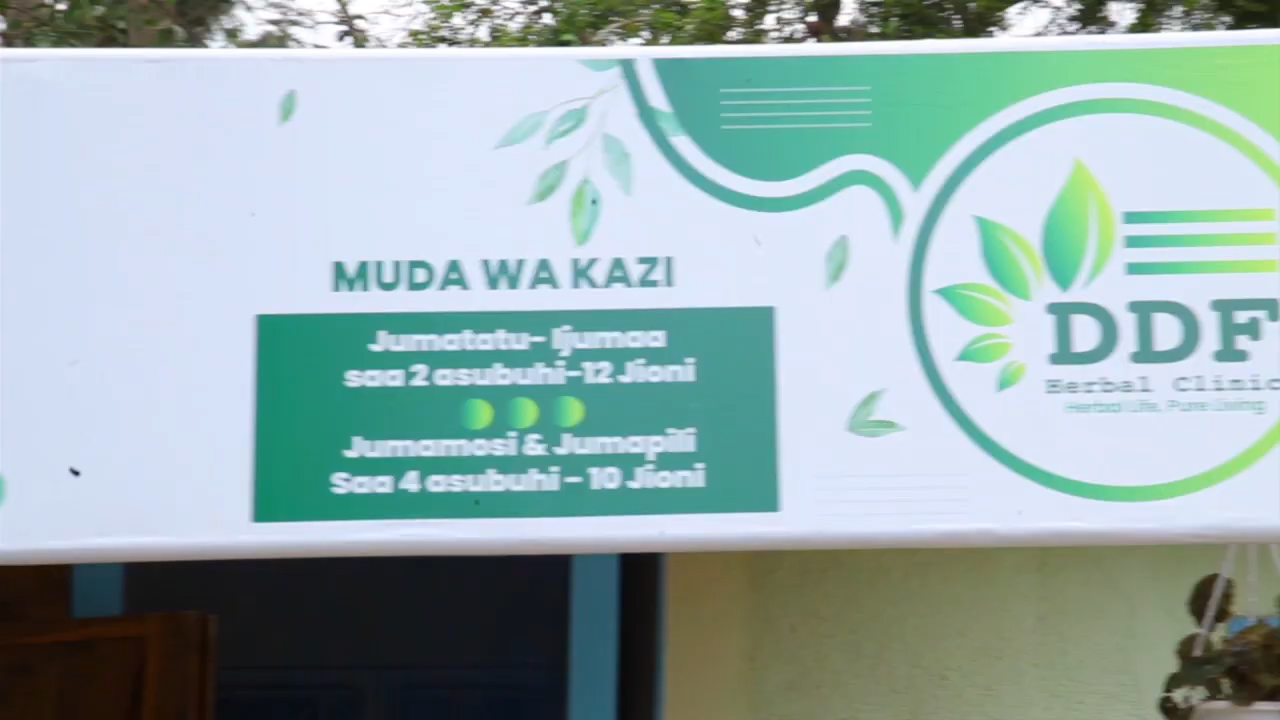 MUDA WA KAZI
Jumatatu- Ijumaa
saa 2 asubuhi-12 Jioni
Jumamosi & Jumapili
Saa 4 asubuhi - 10 Jioni
DDF
Herbal Clinic
Herbal Life, Pure Living